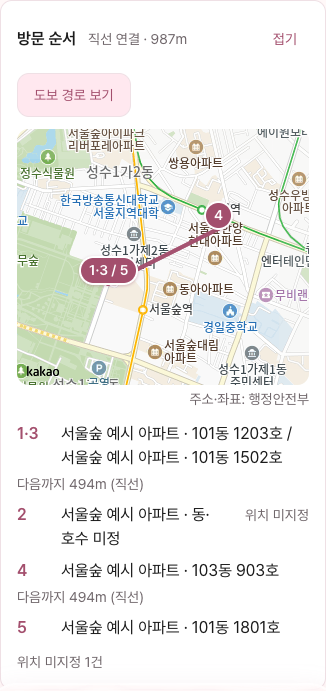 방문 순서 직선 연결 · 987m 접기
도보 경로 보기
서울숲아이파크
리버포레아파트
에이원보
정수식물원
성수1가2동
쌍용아파트
한국방송통신대학교
서울지역대학
성수우방
아파트
4
역
서울숲한양
현대아파트
무숲
성수1가제2동
센터
1·3 / 5
엔터테인
동아아파트
무비랜
서울숲역
경일중학교
서울숲대림
아파트
성수1가제1동
주민센터
kakao
P
성수1공영도
주소·좌표: 행정안전부
1·3 서울숲 예시 아파트 · 101동 1203호 /
서울숲 예시 아파트 · 101동 1502호
다음까지 494m (직선)
2 서울숲 예시 아파트 · 동· 위치 미지정
호수 미정
4 서울숲 예시 아파트 · 103동 903호
다음까지 494m (직선)
5 서울숲 예시 아파트 · 101동 1801호
위치 미지정 1건